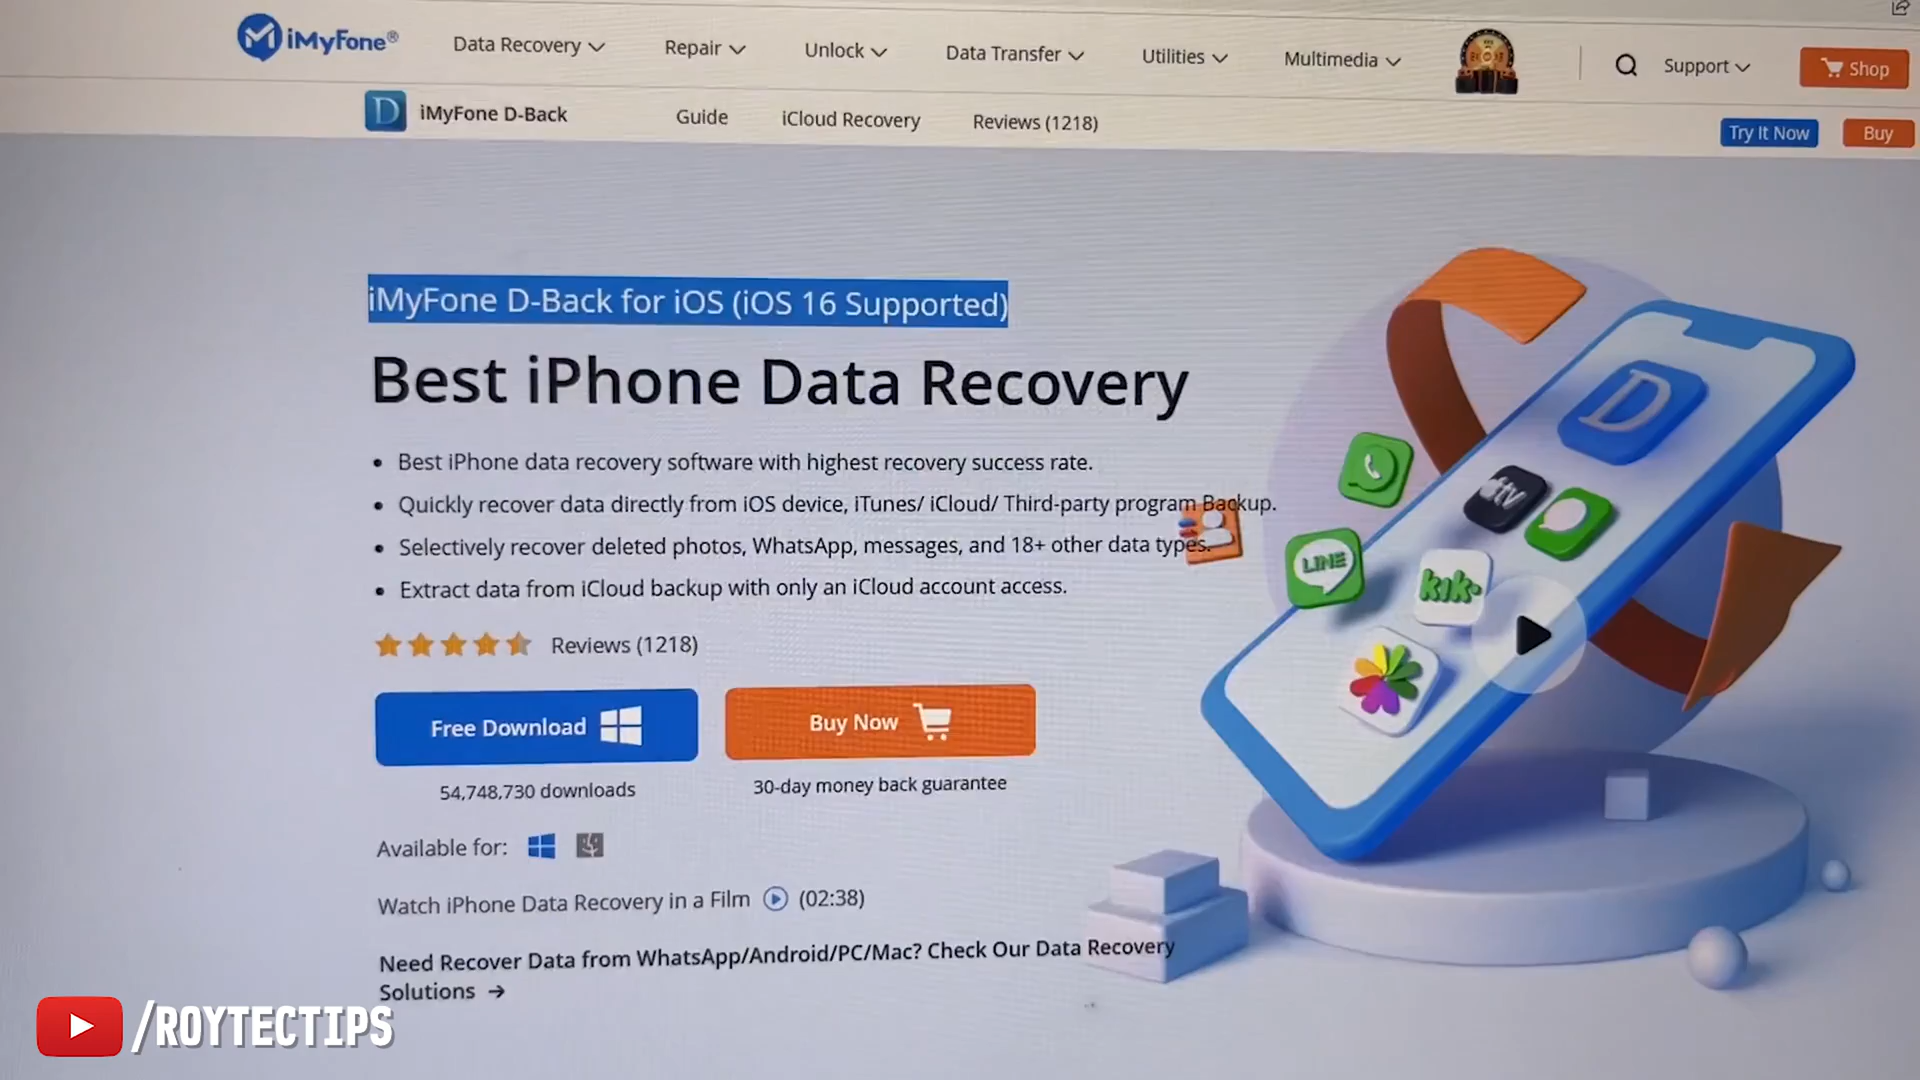 iMyFone®
Data Recovery
Repair
Unlock
Data Transfer
Utilities
Multimedia
Support
Shop
D
iMyFone D-Back
Guide
iCloud Recovery
Reviews (1218)
Try It Now
Buy
iMyFone D-Back for iOS (iOS 16 Supported)
Best iPhone Data Recovery
• Best iPhone data recovery software with highest recovery success rate.
• Quickly recover data directly from iOS device, iTunes/ iCloud/ Third-party program Backup.
• Selectively recover deleted photos, WhatsApp, messages, and 18+ other data types.
• Extract data from iCloud backup with only an iCloud account access.
Reviews (1218)
Free Download
Buy Now
54,748,730 downloads
30-day money back guarantee
Available for:
Watch iPhone Data Recovery in a Film
(02:38)
Need Recover Data from WhatsApp/Android/PC/Mac? Check Our Data Recovery
Solutions →
D
tv
LINE
kik
/ROYTECTIPS